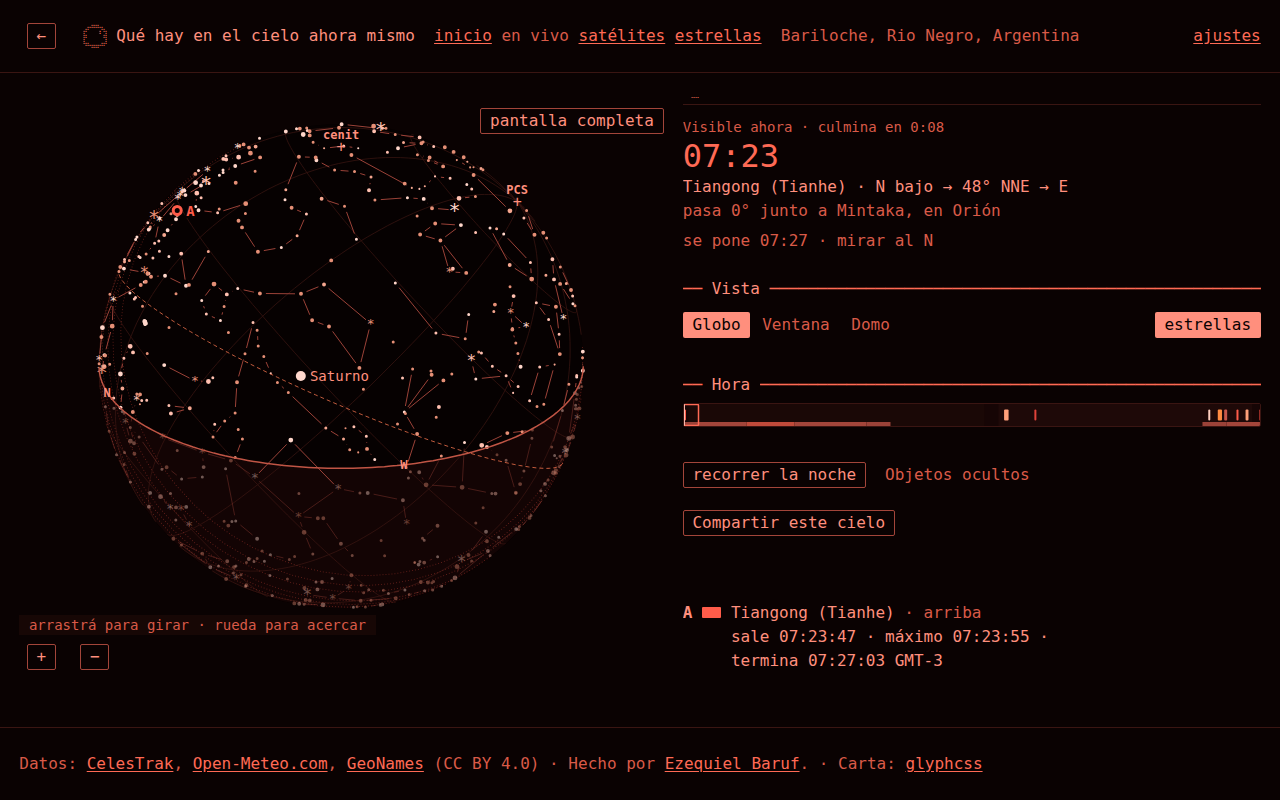 ← Qué hay en el cielo ahora mismo inicio en vivo satélites estrellas Bariloche, Rio Negro, Argentina ajustes
pantalla completa
cenit
PCS
A
Saturno
N
W
arrastrá para girar · rueda para acercar
+ −
Visible ahora · culmina en 0:08
07:23
Tiangong (Tianhe) · N bajo → 48° NNE → E
pasa 0° junto a Mintaka, en Orión
se pone 07:27 · mirar al N
Vista
Globo Ventana Domo estrellas
Hora
recorrer la noche Objetos ocultos
Compartir este cielo
A Tiangong (Tianhe) · arriba
sale 07:23:47 · máximo 07:23:55 ·
termina 07:27:03 GMT-3
Datos: CelesTrak, Open-Meteo.com, GeoNames (CC BY 4.0) · Hecho por Ezequiel Baruf. · Carta: glyphcss